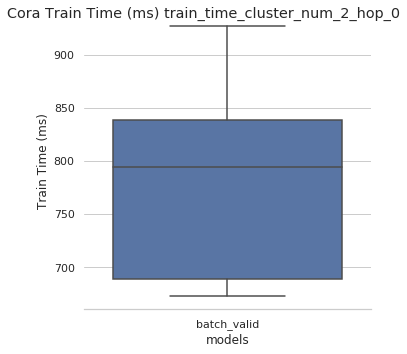 Cora Train Time (ms) train_time_cluster_num_2_hop_0
900
850
800
750
700
Train Time (ms)
batch_valid
models